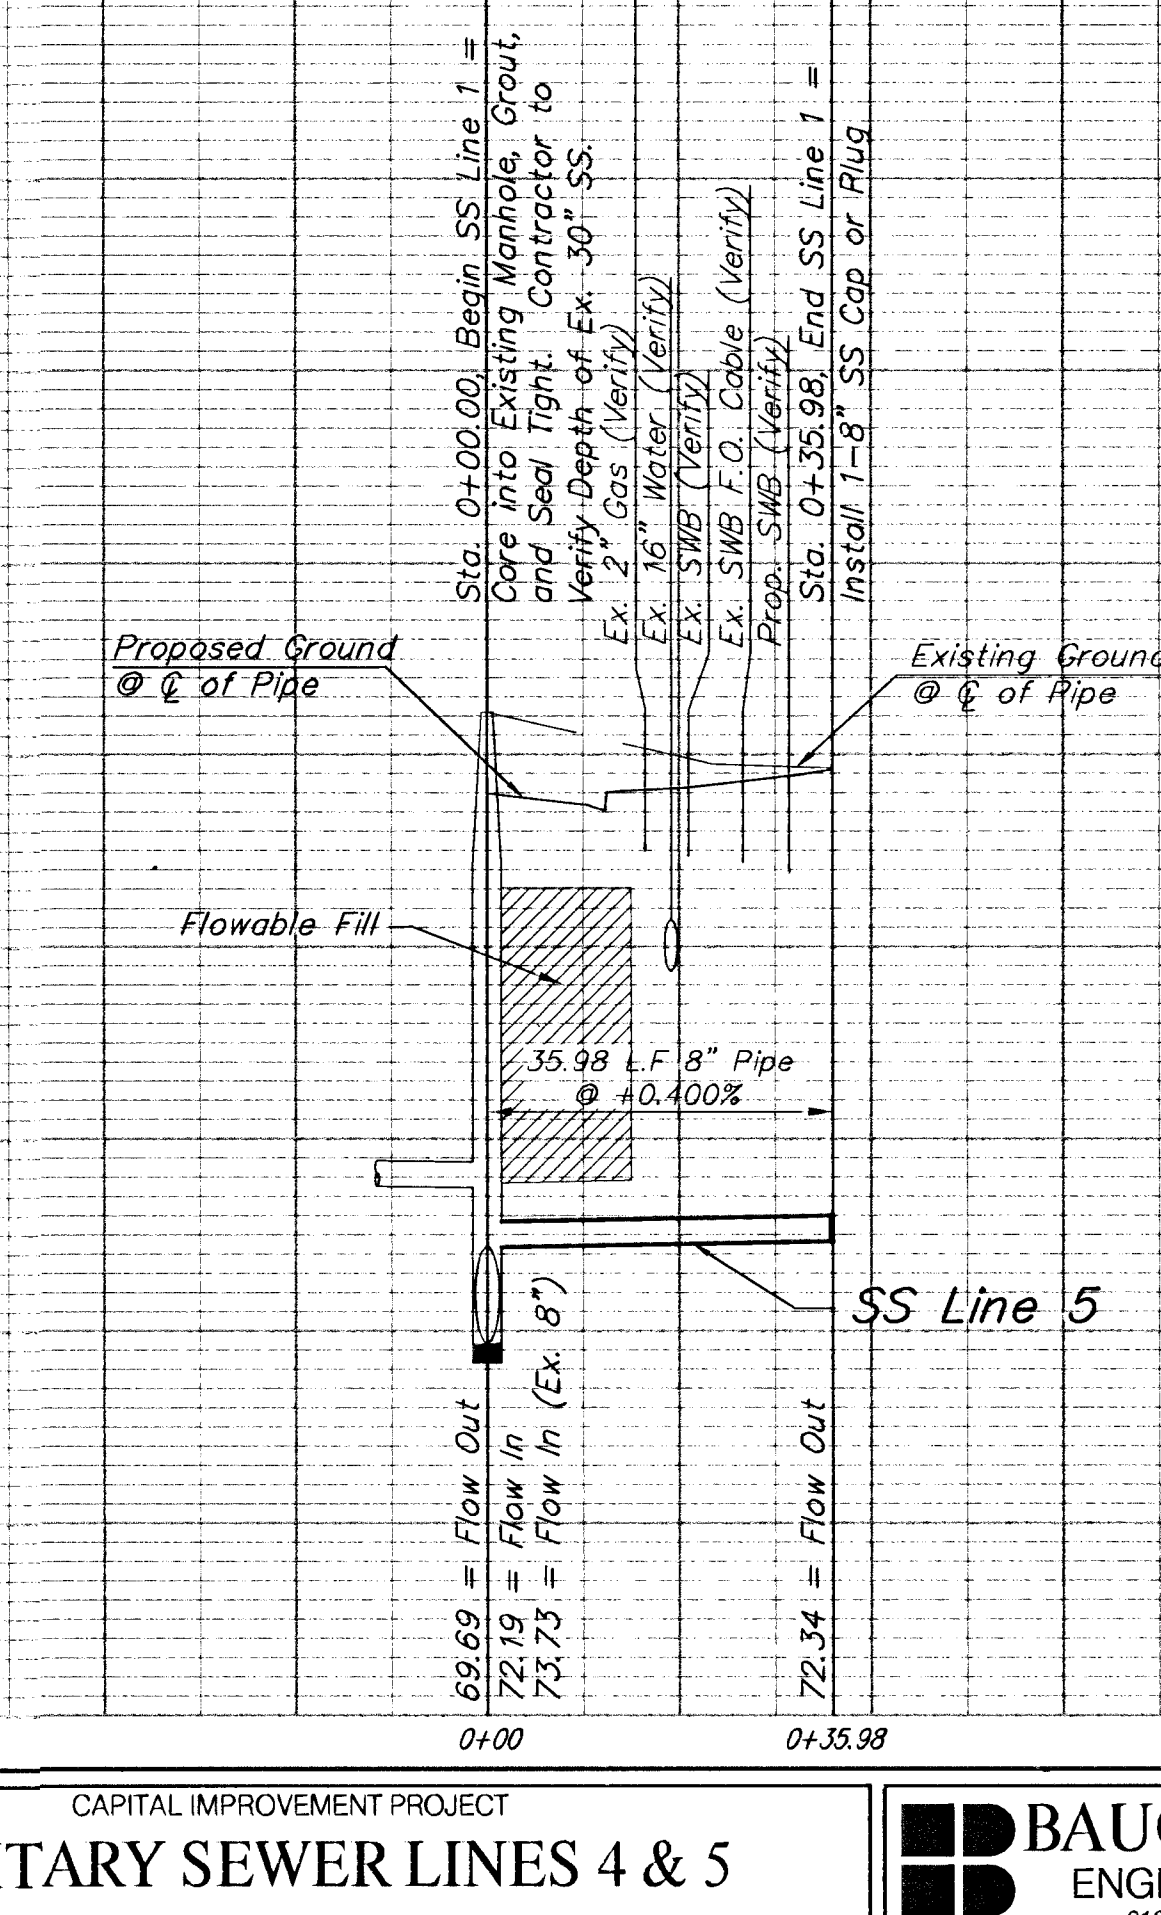 Sta. 0+00.00, Begin SS Line 1 =
Core into Existing Manhole, Grout,
and Seal Tight. Contractor to
Verify Depth of Ex. 30" SS.
Ex. 2" Gas (Verify)
Ex. 16" Water (Verify)
Ex. SWB (Verify)
Ex. SWB F.O. Cable (Verify)
Prop. SWB (Verify)
Sta. 0+35.98, End SS Line 1 =
Install 1-8" SS Cap or Plug
Proposed Ground
@ ℄ of Pipe
Existing Ground
@ ℄ of Pipe
Flowable Fill
35.98 L.F 8" Pipe
@ +0.400%
SS Line 5
69.69 = Flow Out
72.19 = Flow In
73.73 = Flow In (Ex. 8")
72.34 = Flow Out
0+00
0+35.98
CAPITAL IMPROVEMENT PROJECT
TARY SEWER LINES 4 & 5
BAUG
ENGI